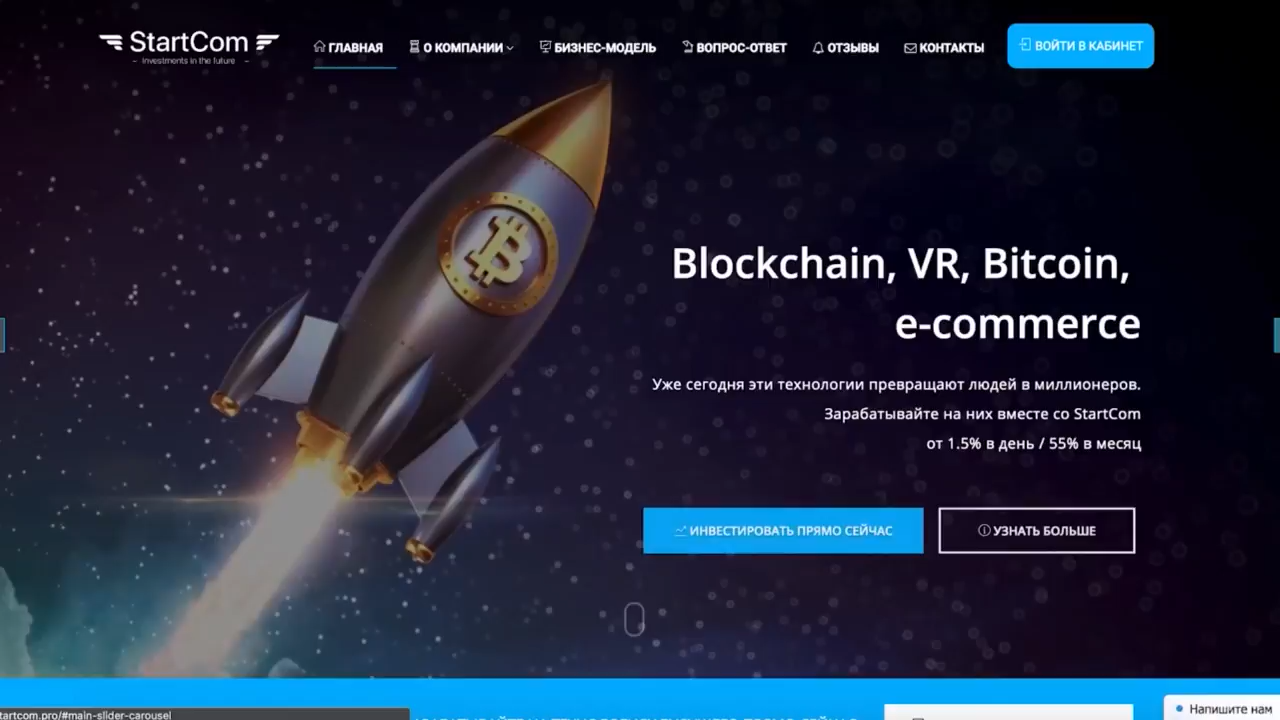 StartCom
- Investments in the future -
ГЛАВНАЯ
О КОМПАНИИ
БИЗНЕС-МОДЕЛЬ
ВОПРОС-ОТВЕТ
ОТЗЫВЫ
КОНТАКТЫ
ВОЙТИ В КАБИНЕТ
Blockchain, VR, Bitcoin,
e-commerce
Уже сегодня эти технологии превращают людей в миллионеров.
Зарабатывайте на них вместе со StartCom
от 1.5% в день / 55% в месяц
ИНВЕСТИРОВАТЬ ПРЯМО СЕЙЧАС
УЗНАТЬ БОЛЬШЕ
Напишите нам
tartcom.pro/#main-slider-carousel